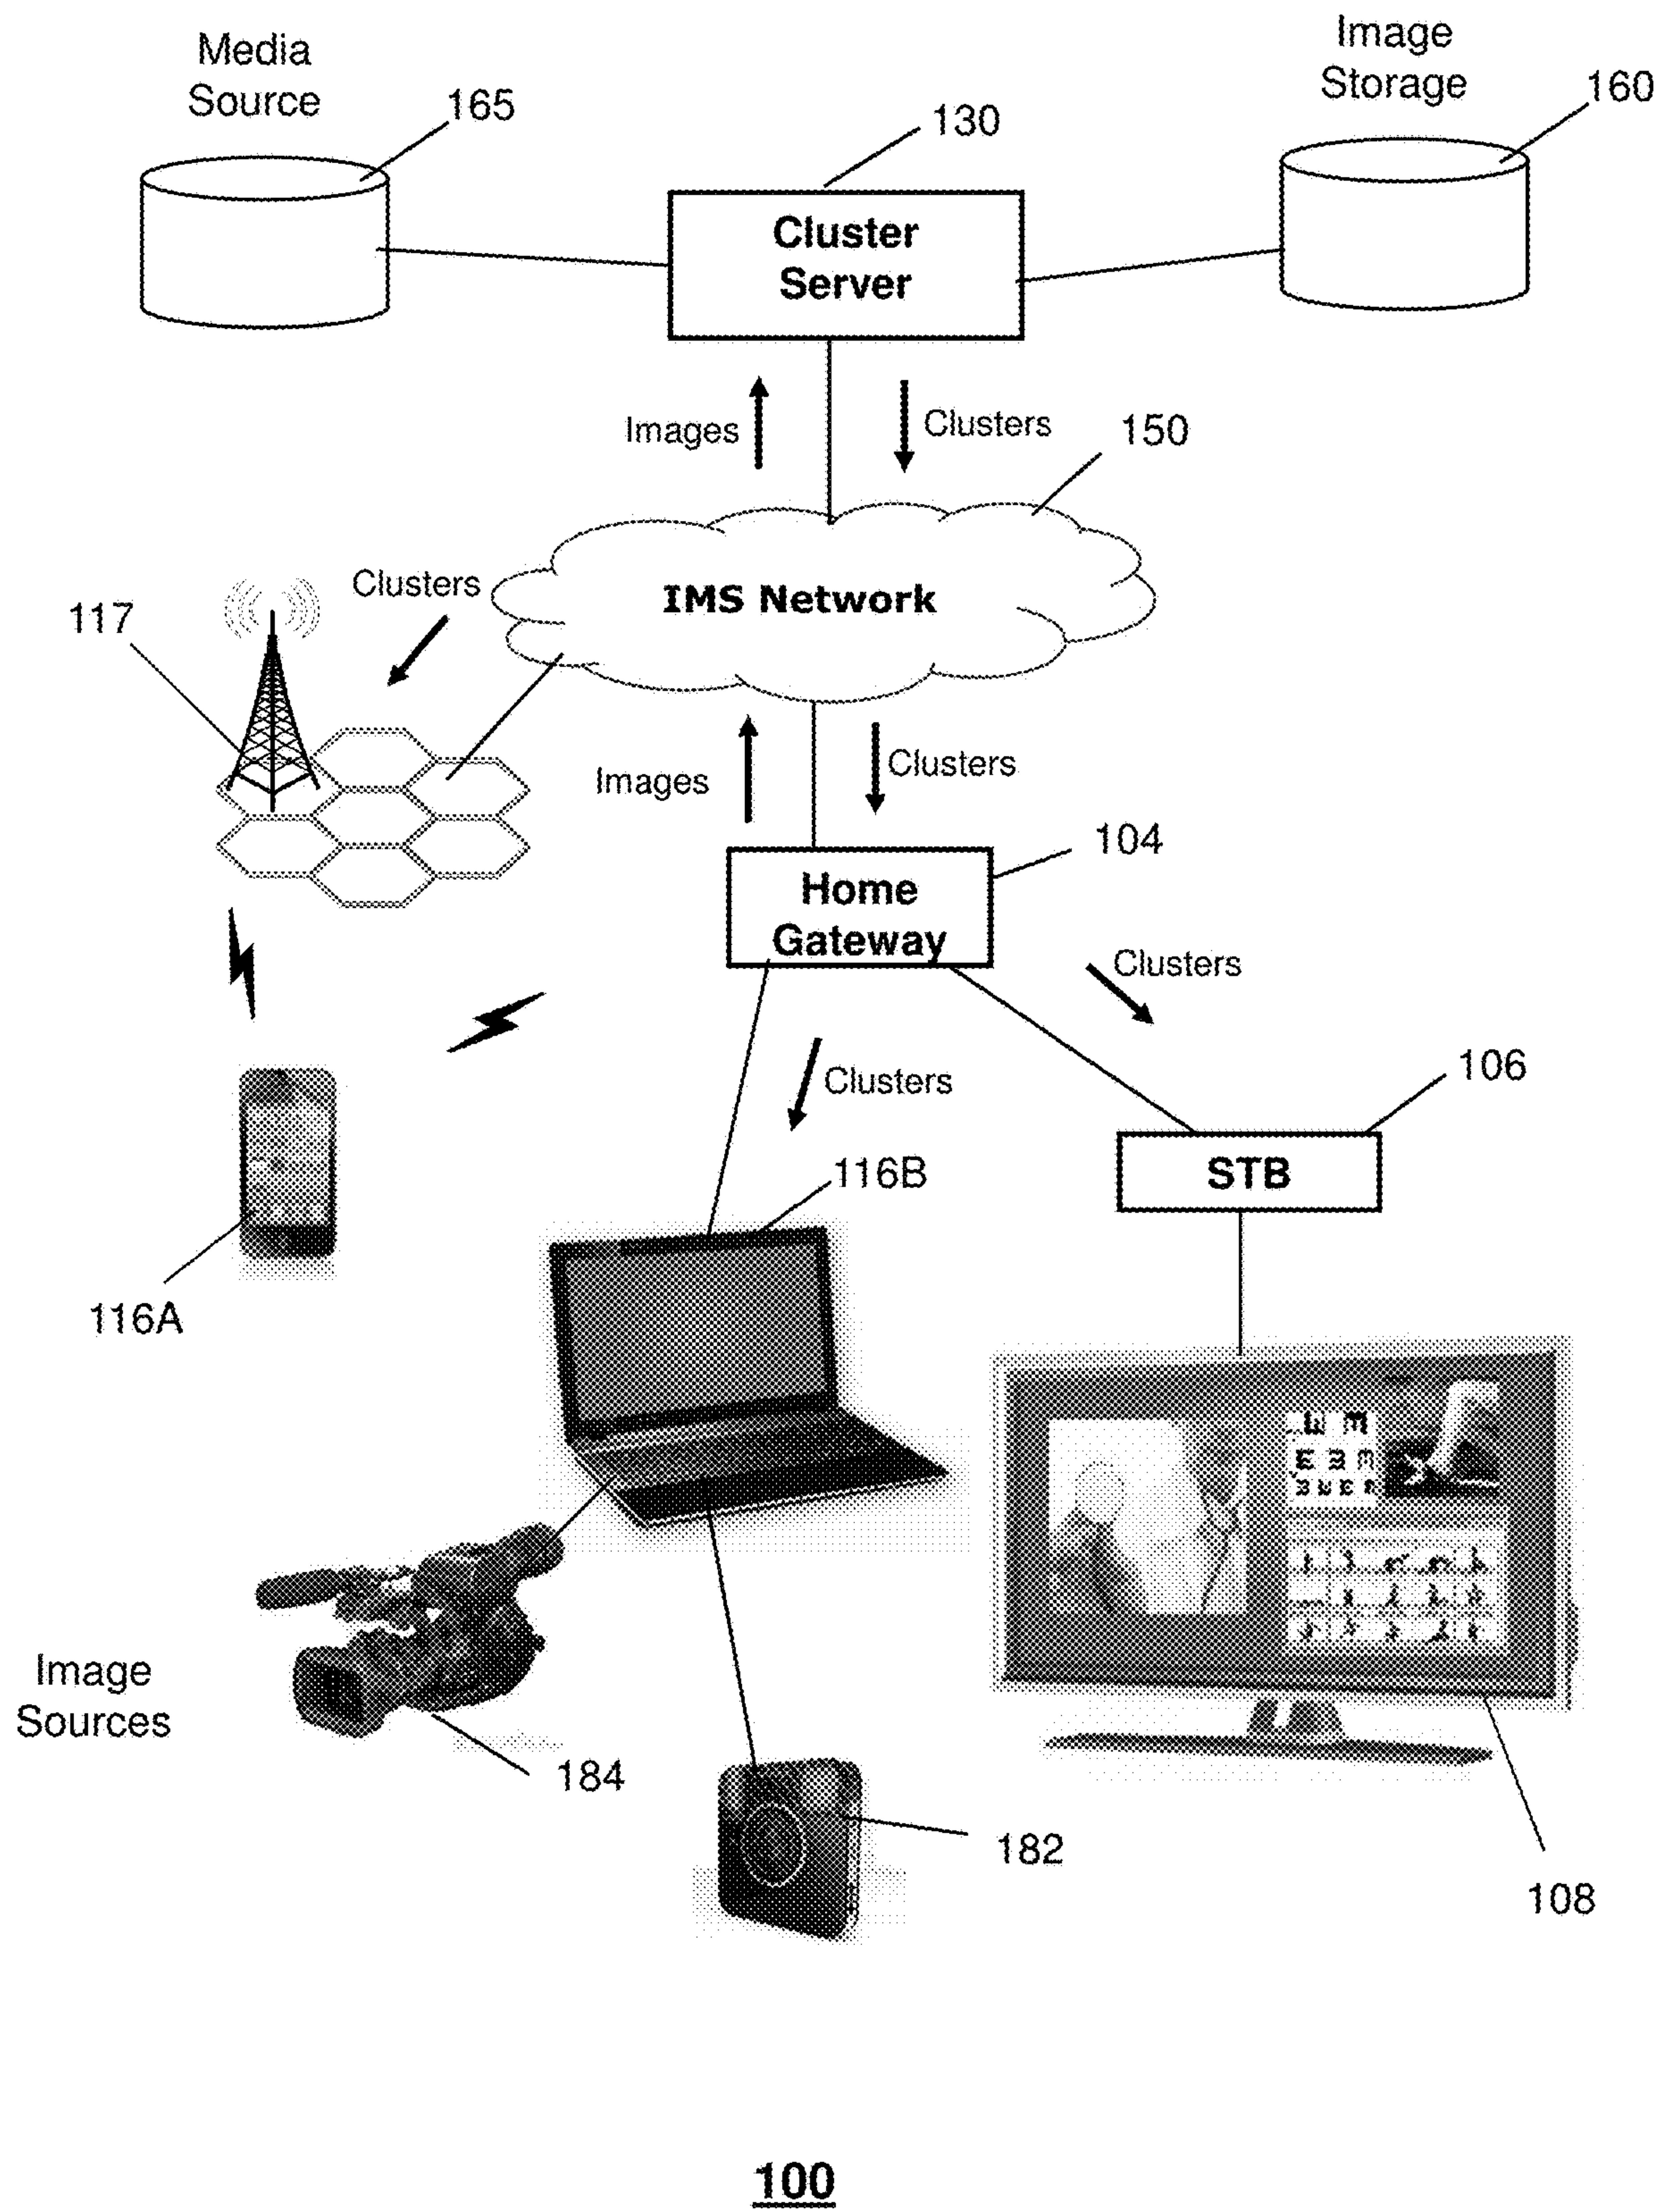 Media
Source
165
130
Image
Storage
160
Cluster
Server
Images
Clusters
150
Clusters
IMS Network
117
Images
Clusters
104
Home
Gateway
Clusters
Clusters
106
STB
116B
116A
Image
Sources
184
182
108
100